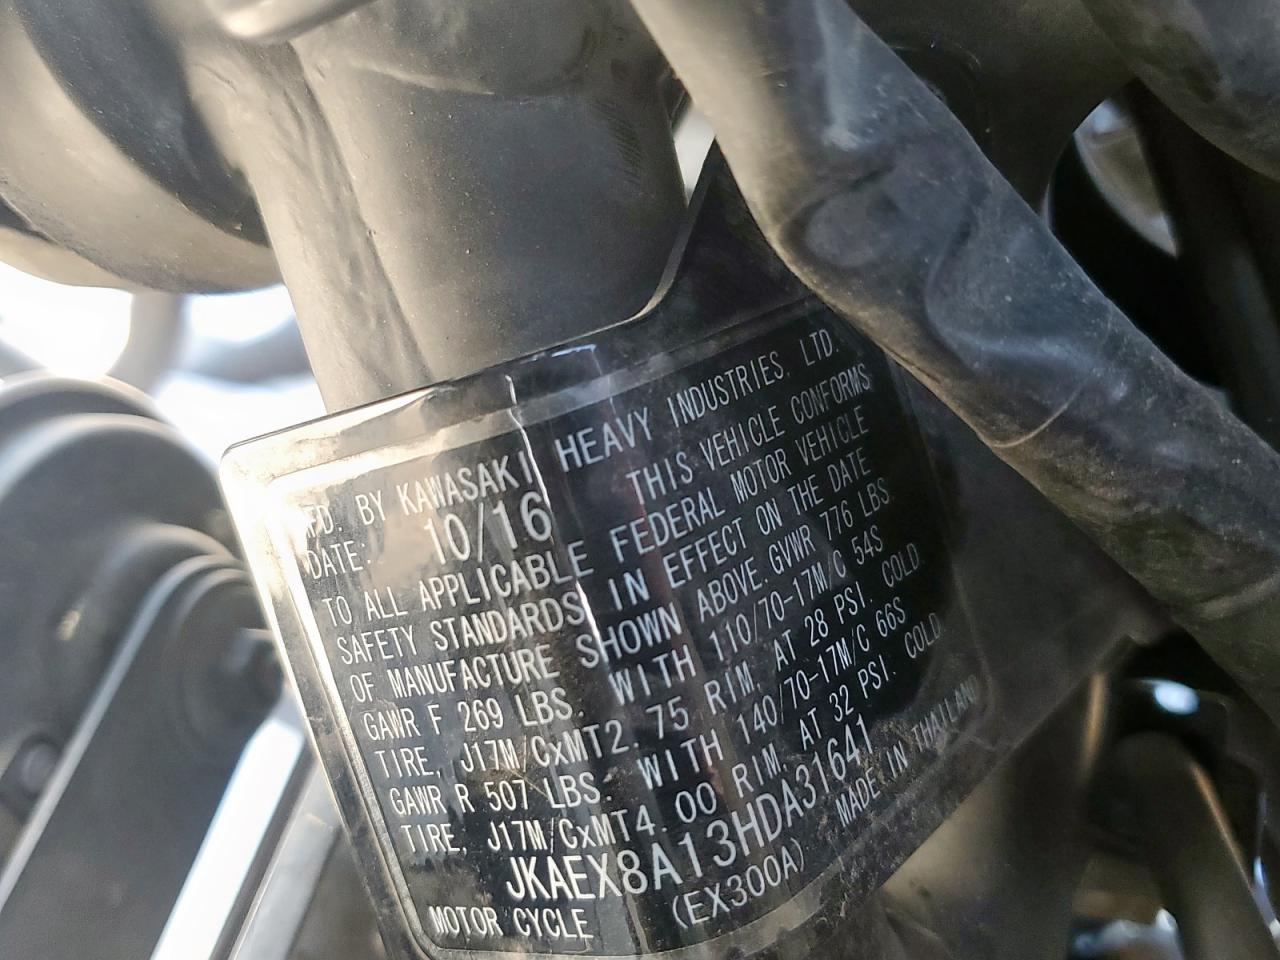 MFD. BY KAWASAKI HEAVY INDUSTRIES, LTD.
DATE: 10/16 THIS VEHICLE CONFORMS
TO ALL APPLICABLE FEDERAL MOTOR VEHICLE
SAFETY STANDARDS IN EFFECT ON THE DATE
OF MANUFACTURE SHOWN ABOVE. GVWR 776 LBS
GAWR F 269 LBS. WITH 110/70-17M/C 54S
TIRE, J17M/CxMT2.75 RIM, AT 28 PSI. COLD
GAWR R 507 LBS. WITH 140/70-17M/C 66S
TIRE, J17M/CxMT4.00 RIM, AT 32 PSI. COLD
JKAEX8A13HDA31641
MOTOR CYCLE (EX300A) MADE IN THAILAND